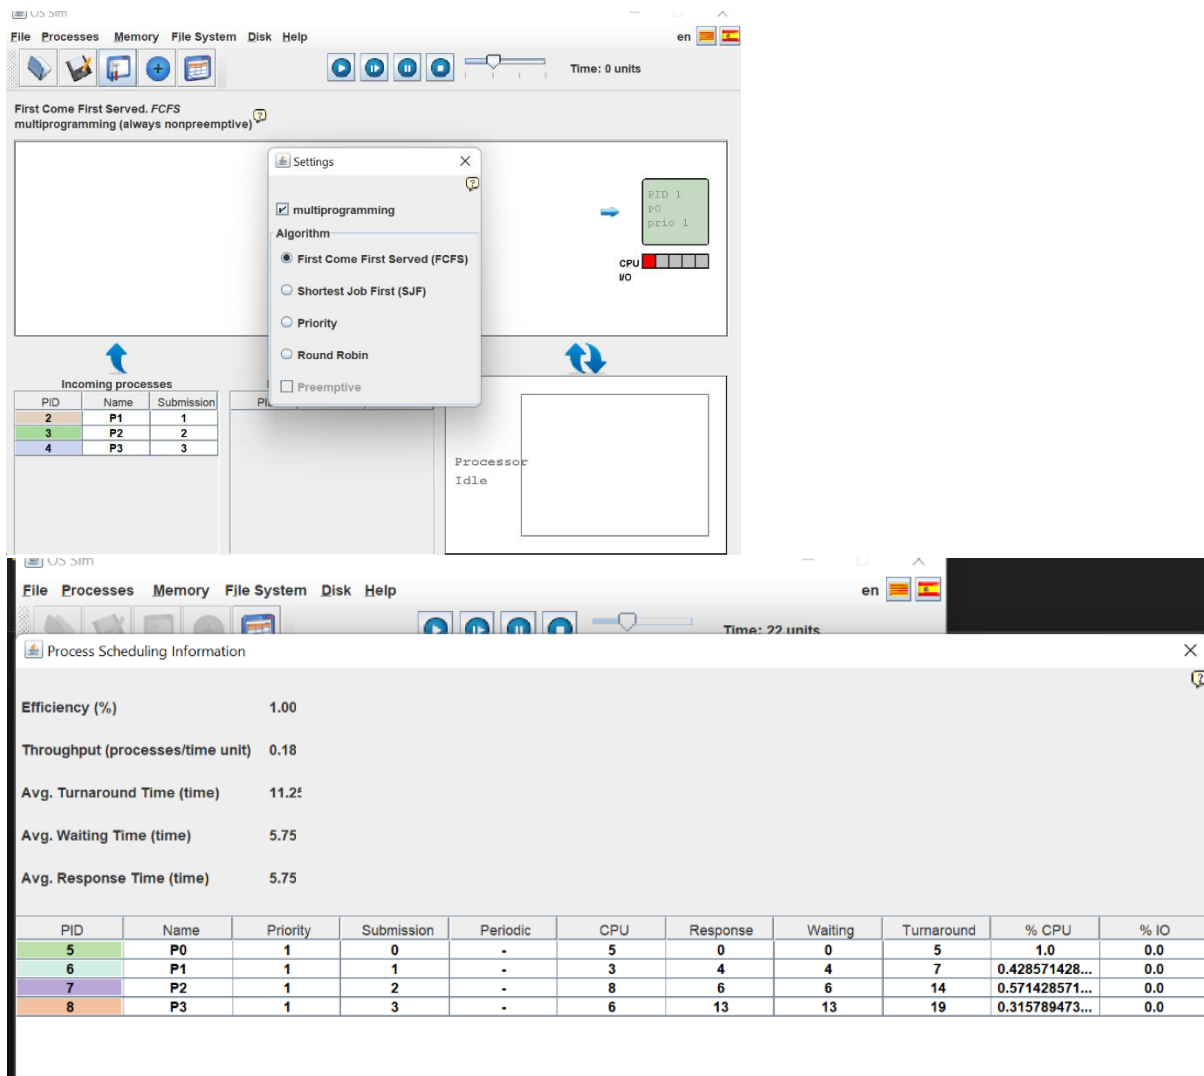 OS Sim
File Processes Memory File System Disk Help en
Time: 0 units
First Come First Served. FCFS
multiprogramming (always nonpreemptive)
Settings
multiprogramming
Algorithm
First Come First Served (FCFS)
Shortest Job First (SJF)
Priority
Round Robin
Preemptive
PID 1
P0
prio 1
CPU
I/O
Incoming processes
PID Name Submission
2 P1 1
3 P2 2
4 P3 3
Processor
Idle
OS Sim
File Processes Memory File System Disk Help en
Time: 22 units
Process Scheduling Information
Efficiency (%) 1.00
Throughput (processes/time unit) 0.18
Avg. Turnaround Time (time) 11.25
Avg. Waiting Time (time) 5.75
Avg. Response Time (time) 5.75
PID Name Priority Submission Periodic CPU Response Waiting Turnaround % CPU % IO
5 P0 1 0 - 5 0 0 5 1.0 0.0
6 P1 1 1 - 3 4 4 7 0.428571428... 0.0
7 P2 1 2 - 8 6 6 14 0.571428571... 0.0
8 P3 1 3 - 6 13 13 19 0.315789473... 0.0